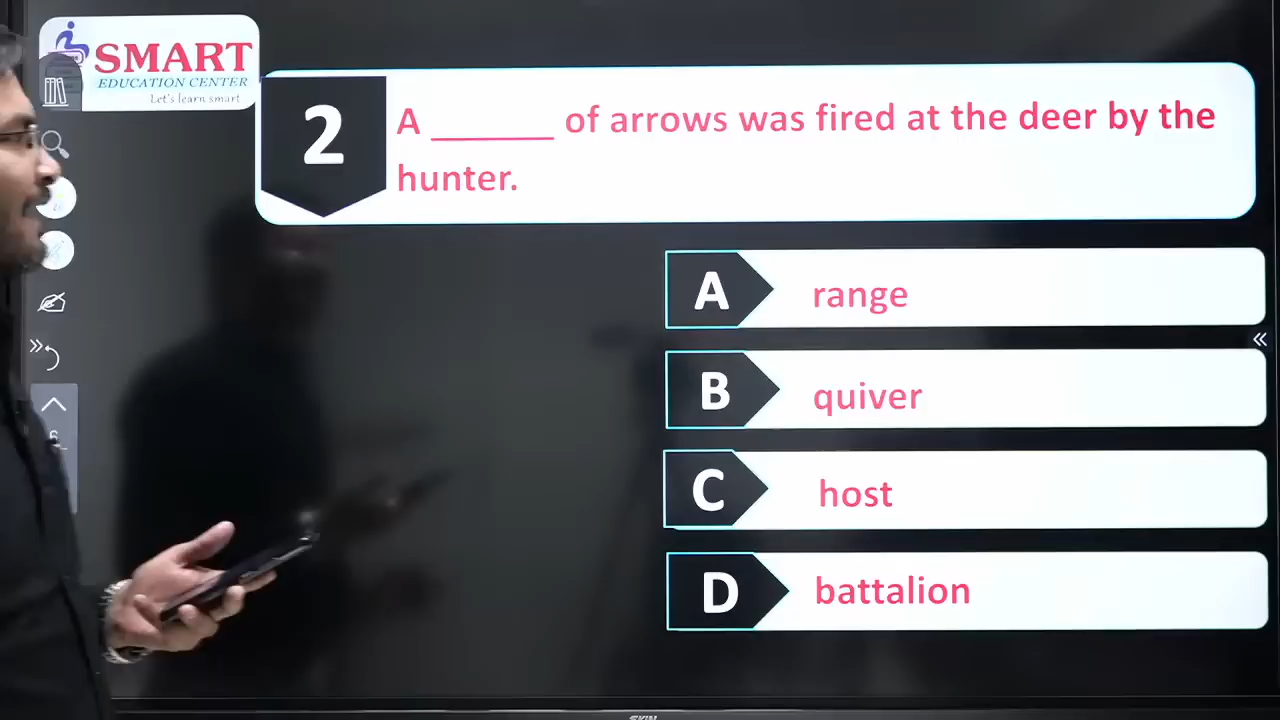 SMART
EDUCATION CENTER
Let's learn smart
2
A ______ of arrows was fired at the deer by the
hunter.
A
range
B
quiver
C
host
D
battalion